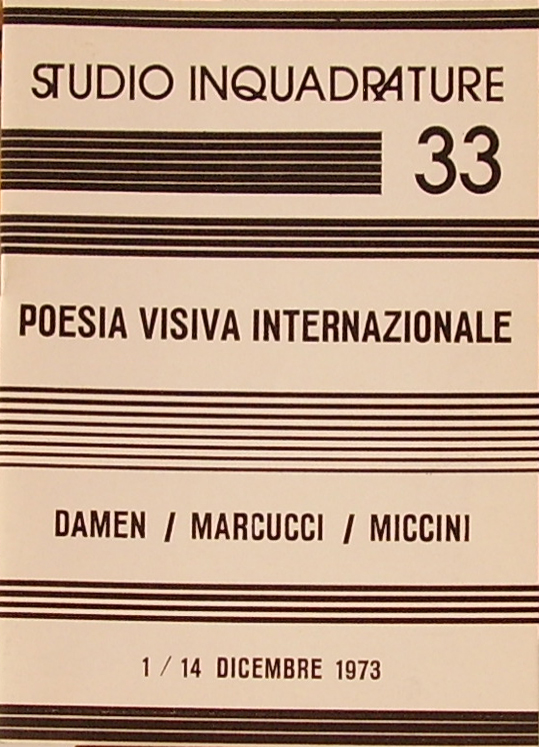 STUDIO INQUADRATURE
33
POESIA VISIVA INTERNAZIONALE
DAMEN / MARCUCCI / MICCINI
1 / 14 DICEMBRE 1973